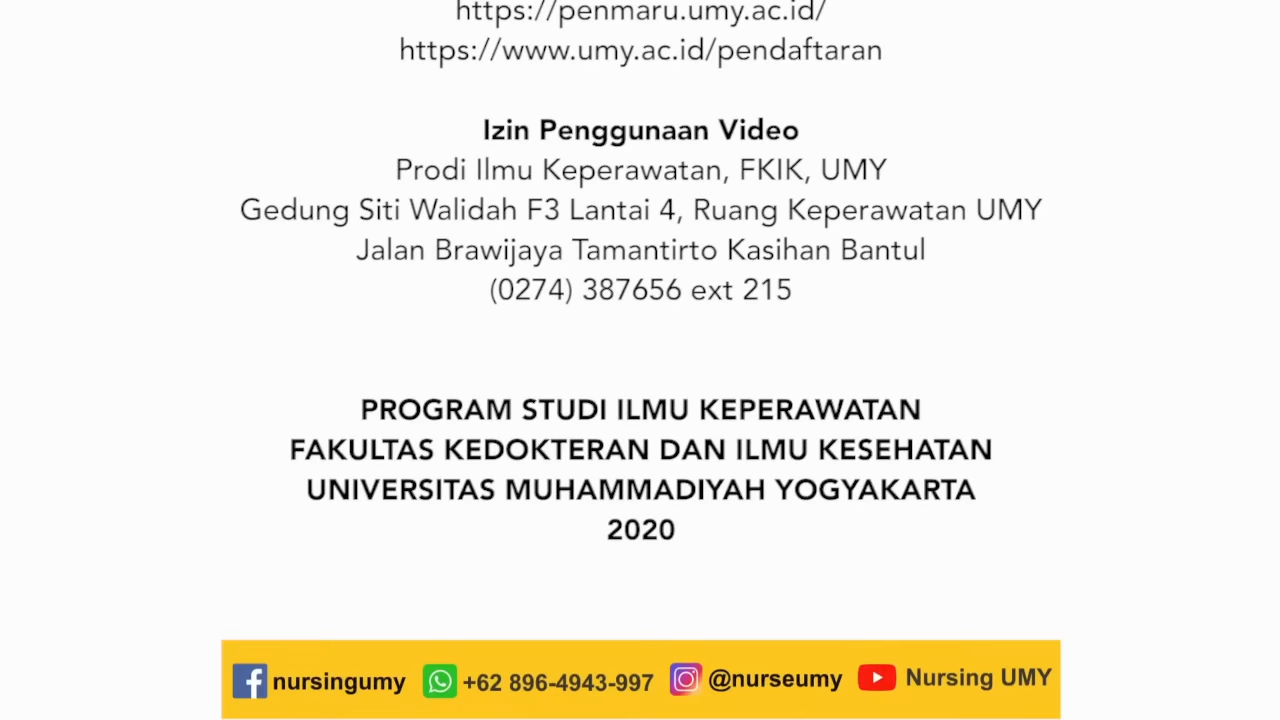 https://penmaru.umy.ac.id/
https://www.umy.ac.id/pendaftaran
Izin Penggunaan Video
Prodi Ilmu Keperawatan, FKIK, UMY
Gedung Siti Walidah F3 Lantai 4, Ruang Keperawatan UMY
Jalan Brawijaya Tamantirto Kasihan Bantul
(0274) 387656 ext 215
PROGRAM STUDI ILMU KEPERAWATAN
FAKULTAS KEDOKTERAN DAN ILMU KESEHATAN
UNIVERSITAS MUHAMMADIYAH YOGYAKARTA
2020
nursingumy +62 896-4943-997 @nurseumy Nursing UMY